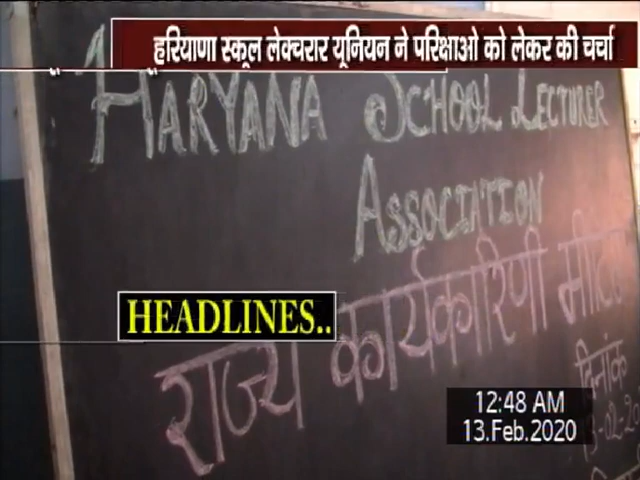 हरियाणा स्कूल लेक्चरार यूनियन ने परिक्षाओ को लेकर की चर्चा
HARYANA SCHOOL LECTURER
ASSOCIATION
राज्य कार्यकारिणी
HEADLINES..
दिनांक
12:48 AM
13.Feb.2020